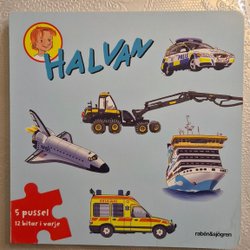 HALVAN
5 pussel
12 bitar i varje
rabén&sjögren